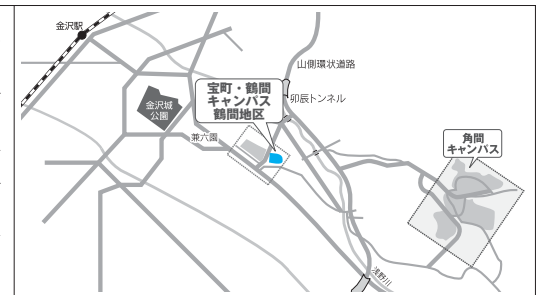 金沢駅
山側環状道路
宝町・鶴間
キャンパス
鶴間地区
卯辰トンネル
金沢城
公園
兼六園
角間
キャンパス
浅野川